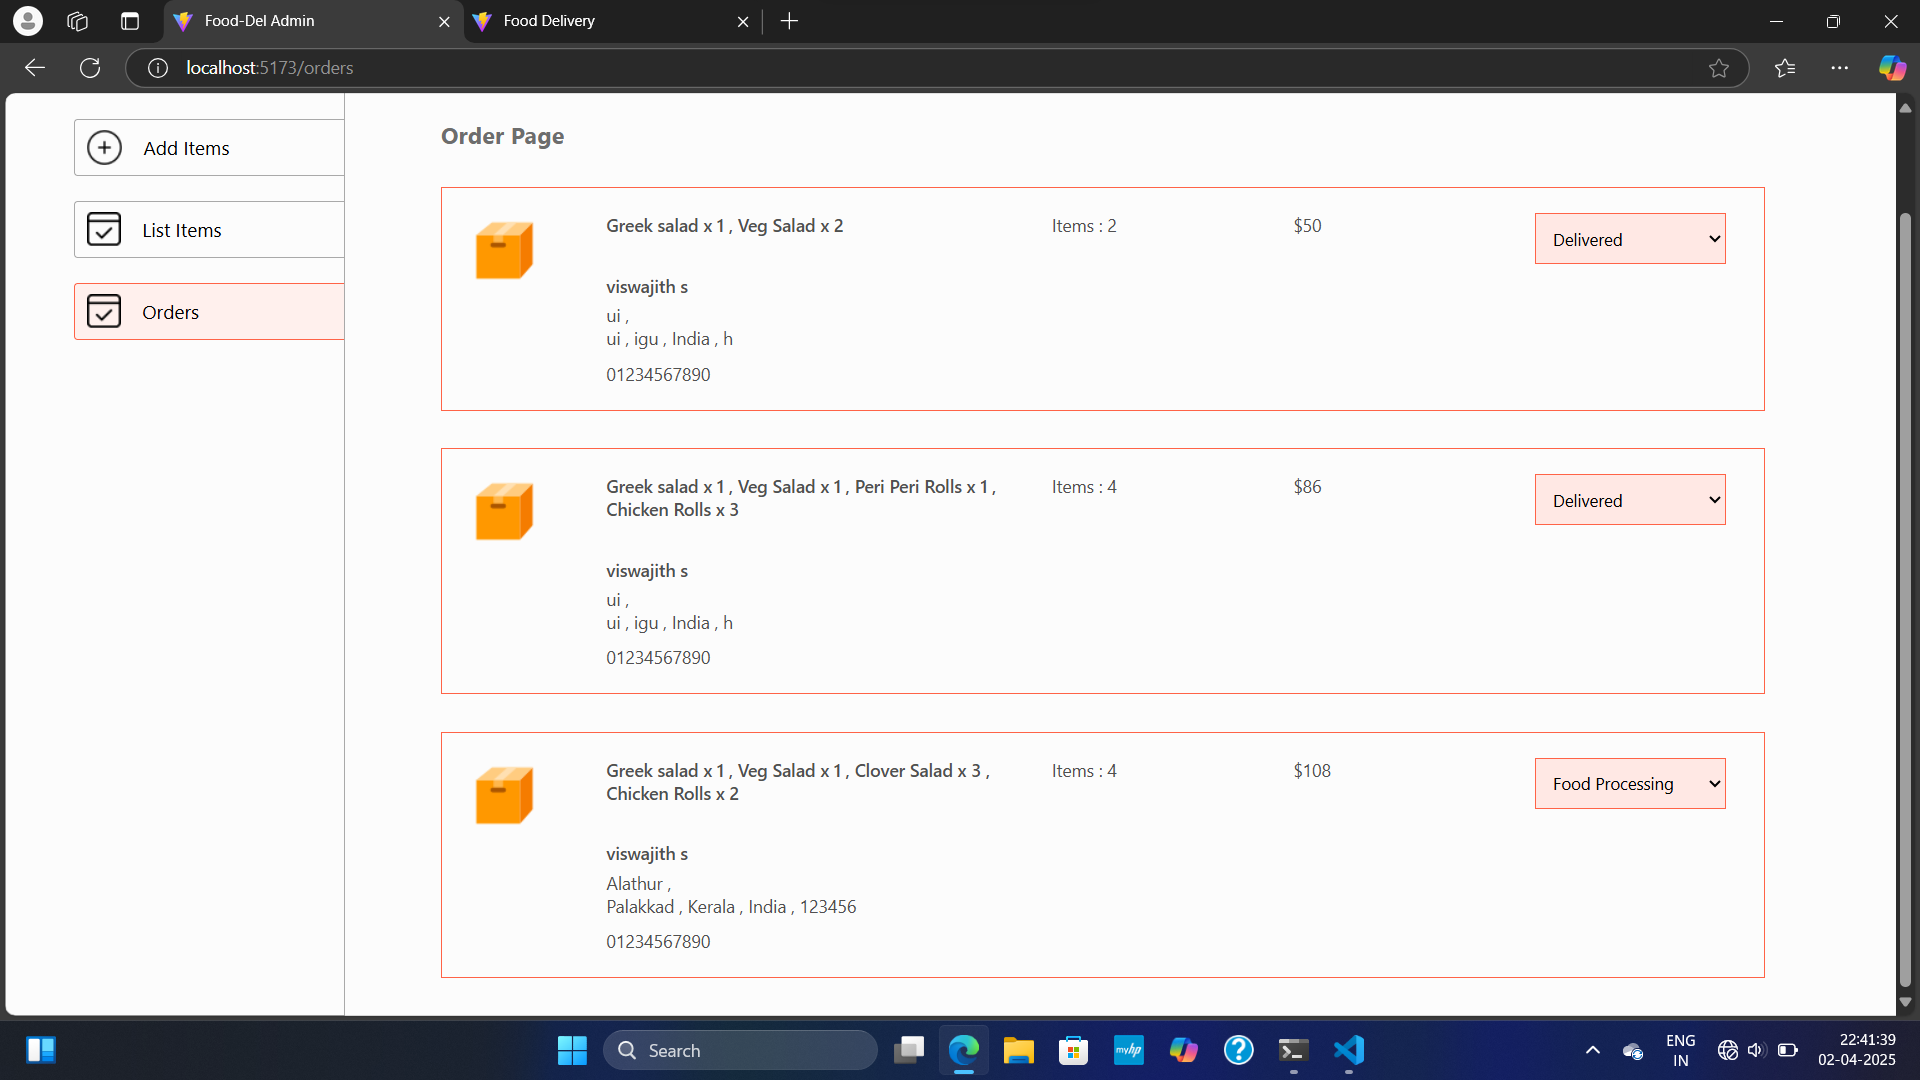 Food-Del Admin
Food Delivery
localhost:5173/orders
Add Items
List Items
Orders
Order Page
Greek salad x 1 , Veg Salad x 2
Items : 2
$50
Delivered
viswajith s
ui ,
ui , igu , India , h
01234567890
Greek salad x 1 , Veg Salad x 1 , Peri Peri Rolls x 1 ,
Chicken Rolls x 3
Items : 4
$86
Delivered
viswajith s
ui ,
ui , igu , India , h
01234567890
Greek salad x 1 , Veg Salad x 1 , Clover Salad x 3 ,
Chicken Rolls x 2
Items : 4
$108
Food Processing
viswajith s
Alathur ,
Palakkad , Kerala , India , 123456
01234567890
Search
myhp
ENG
IN
22:41:39
02-04-2025